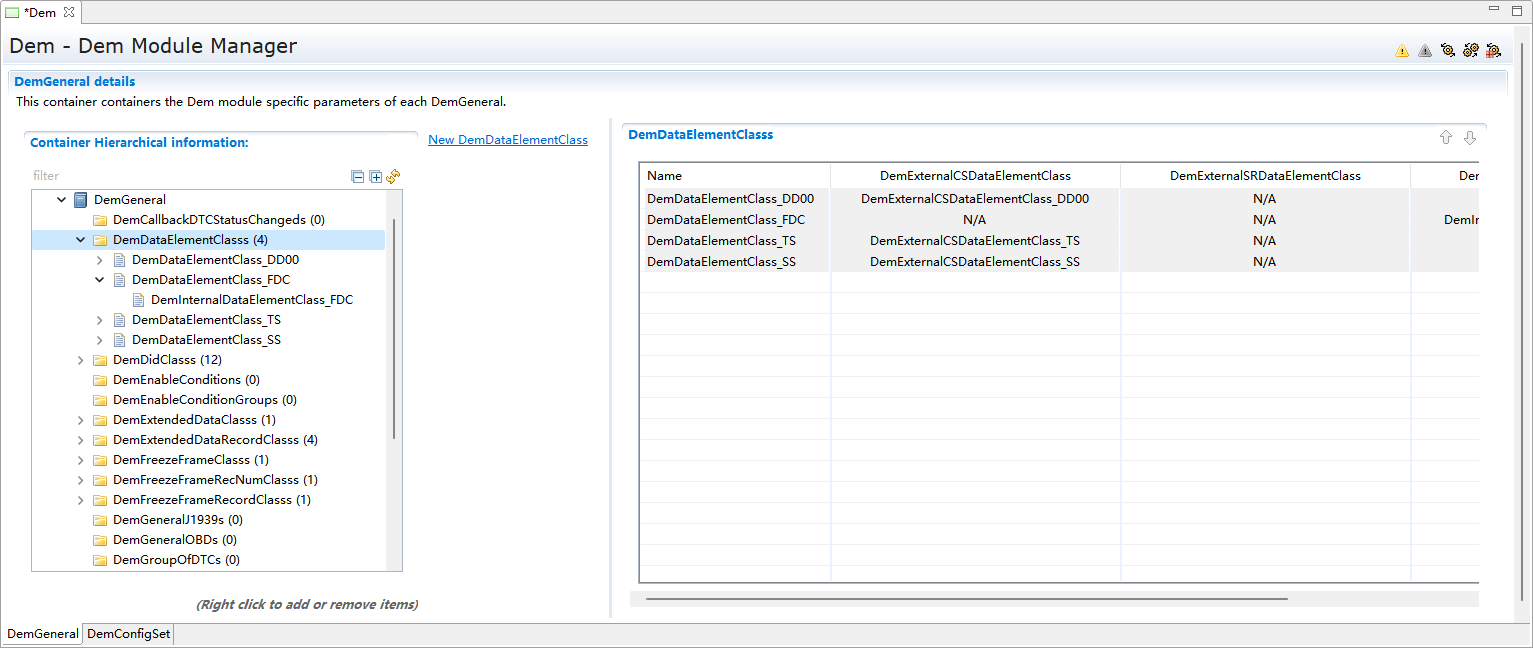 *Dem
Dem - Dem Module Manager
DemGeneral details
This container containers the Dem module specific parameters of each DemGeneral.
Container Hierarchical information:
New DemDataElementClass
filter
DemGeneral
DemCallbackDTCStatusChangeds (0)
DemDataElementClasss (4)
DemDataElementClass_DD00
DemDataElementClass_FDC
DemInternalDataElementClass_FDC
DemDataElementClass_TS
DemDataElementClass_SS
DemDidClasss (12)
DemEnableConditions (0)
DemEnableConditionGroups (0)
DemExtendedDataClasss (1)
DemExtendedDataRecordClasss (4)
DemFreezeFrameClasss (1)
DemFreezeFrameRecNumClasss (1)
DemFreezeFrameRecordClasss (1)
DemGeneralJ1939s (0)
DemGeneralOBDs (0)
DemGroupOfDTCs (0)
(Right click to add or remove items)
DemDataElementClasss
Name DemExternalCSDataElementClass DemExternalSRDataElementClass Der
DemDataElementClass_DD00 DemExternalCSDataElementClass_DD00 N/A
DemDataElementClass_FDC N/A N/A DemIn
DemDataElementClass_TS DemExternalCSDataElementClass_TS N/A
DemDataElementClass_SS DemExternalCSDataElementClass_SS N/A
DemGeneral DemConfigSet